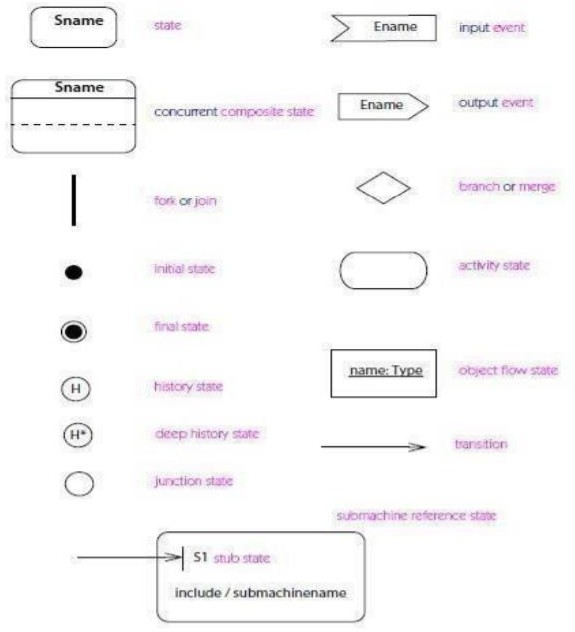 Sname
state
Ename
input event
Sname
concurrent composite state
Ename
output event
fork or join
branch or merge
initial state
activity state
final state
name: Type
object flow state
H
history state
H*
deep history state
transition
junction state
submachine reference state
S1 stub state
include / submachinename